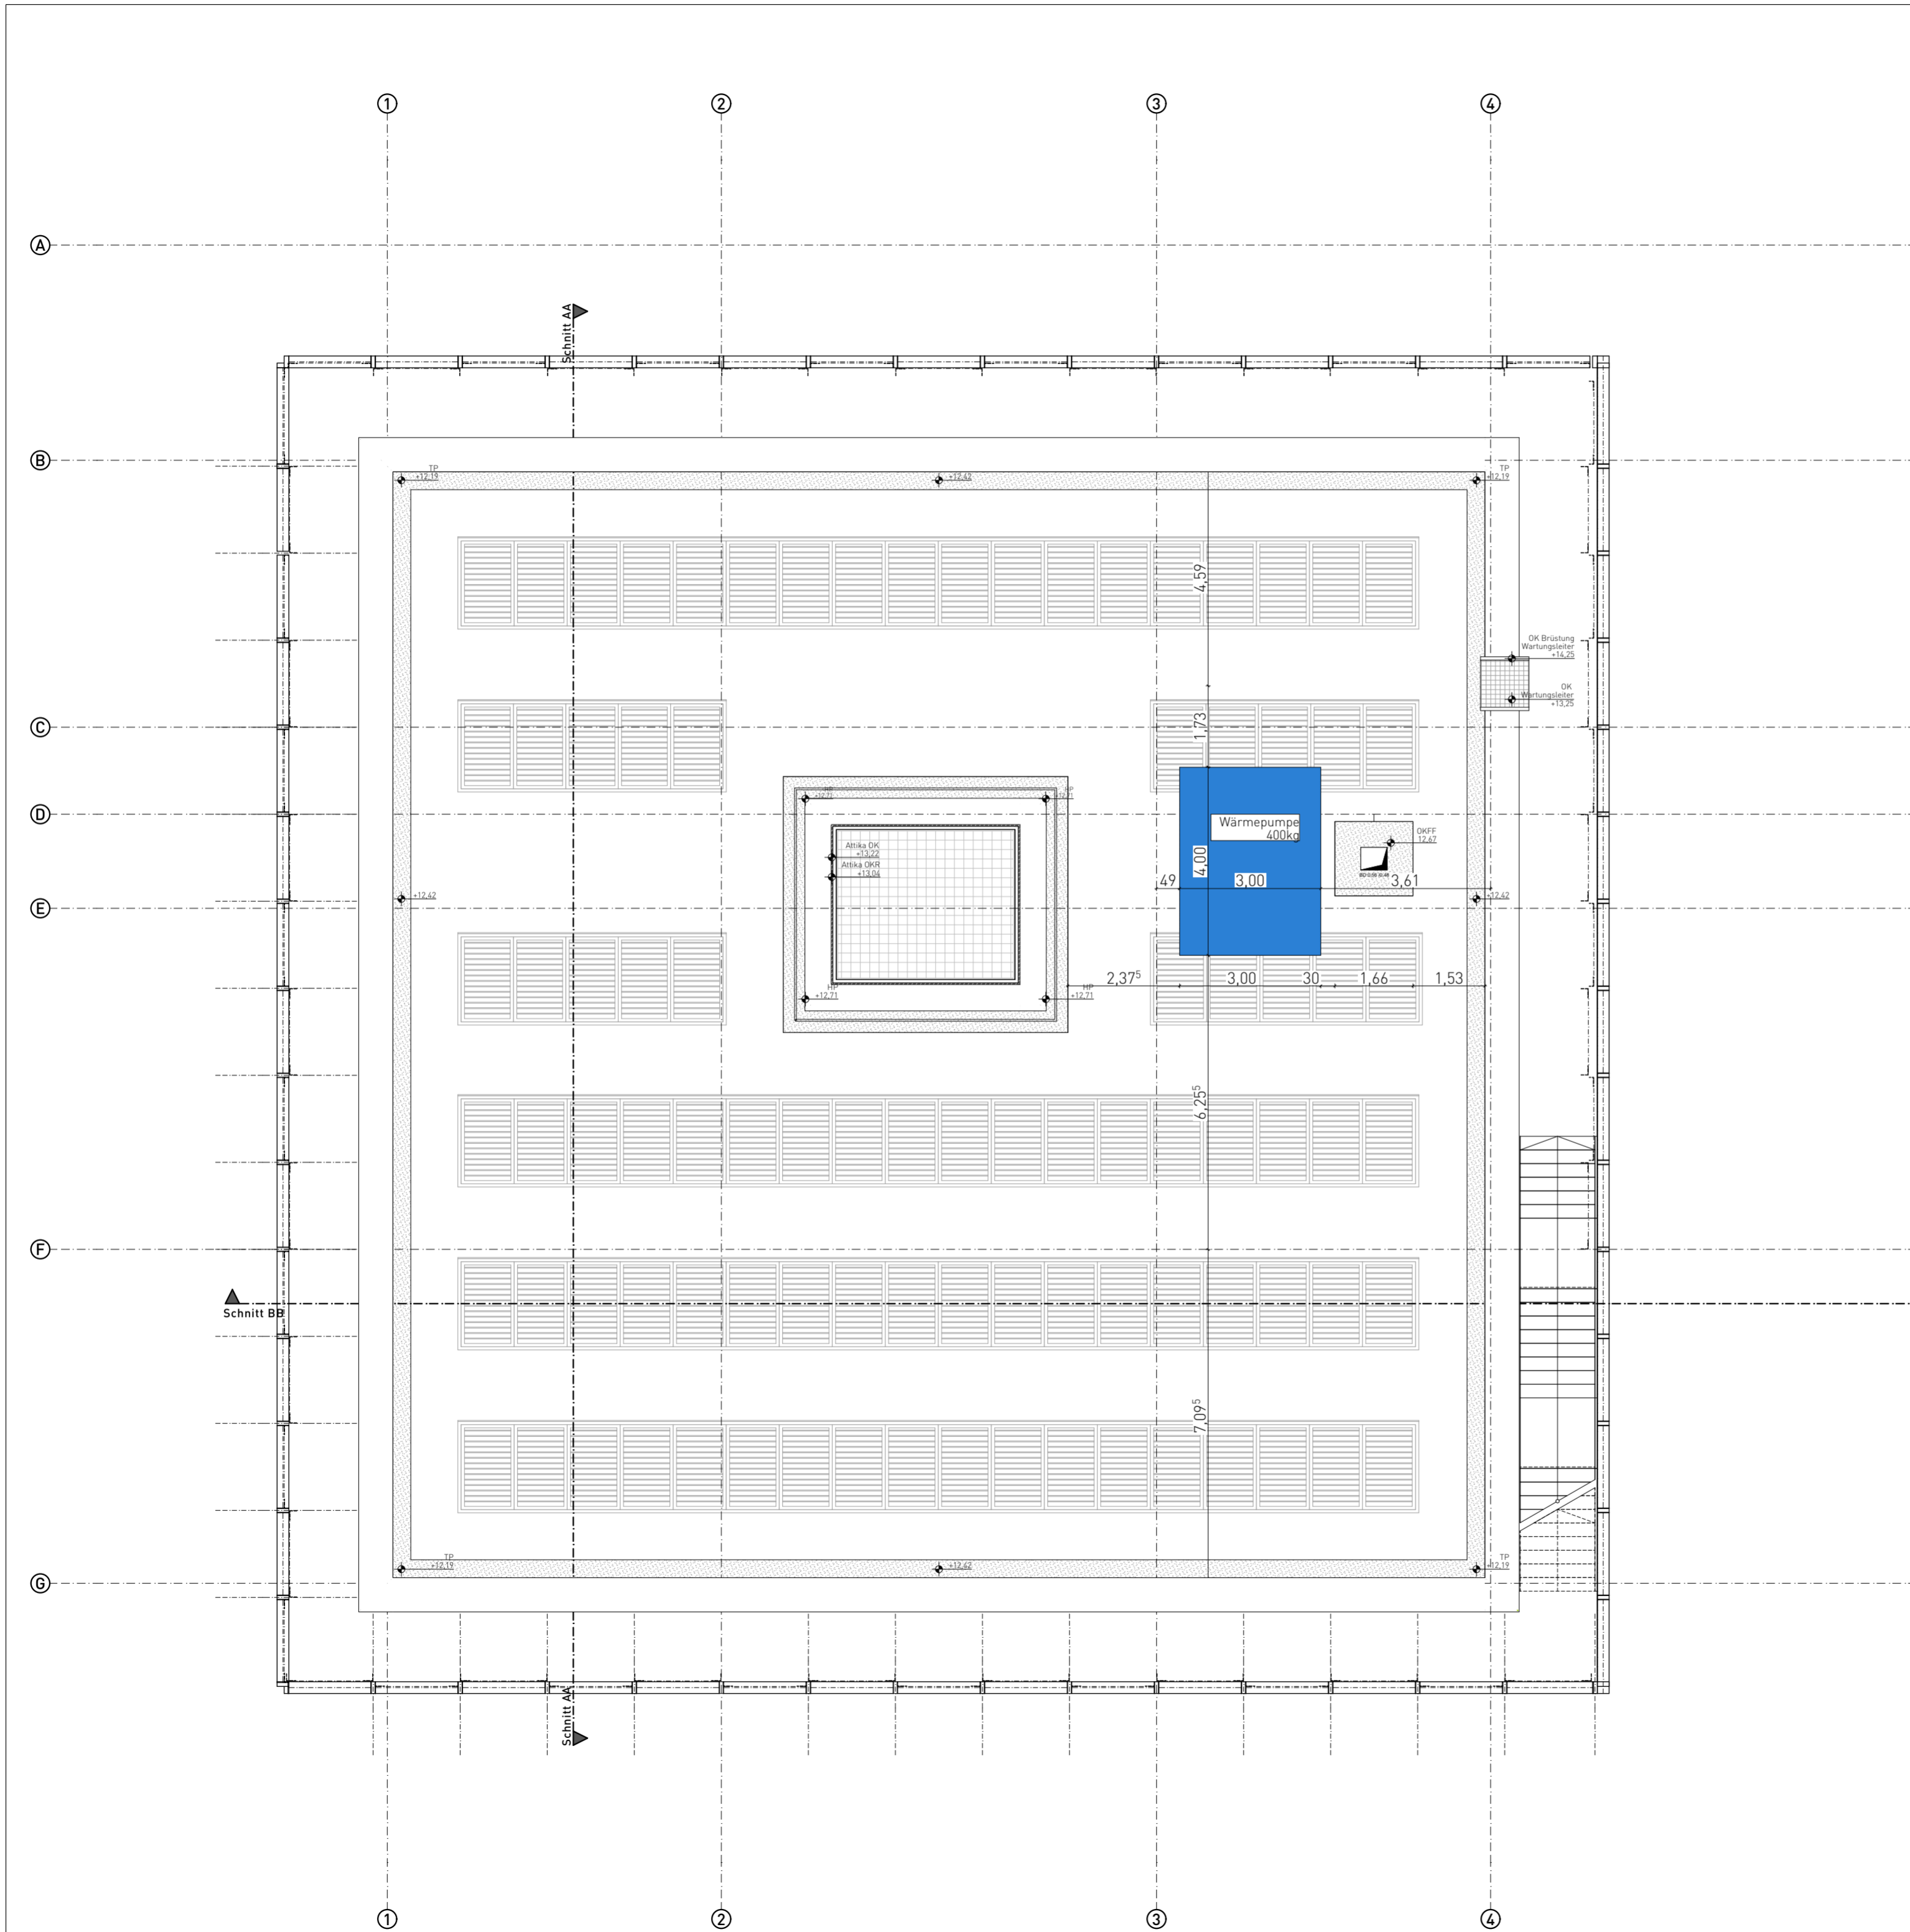 1
2
3
4
A
Schnitt AA
B
TP
+12,19
+12,42
TP
+12,19
4,59
OK Brüstung
Wartungsleiter
+14,25
OK
Wartungsleiter
+13,25
C
1,73
HP
+12,71
HP
+12,71
D
Wärmepumpe
400kg
OKFF
12,67
Attika OK
+13,22
Attika OKR
+13,04
4,00
49
3,00
3,61
+12,42
+12,42
E
2,37⁵
3,00
30
1,66
1,53
HP
+12,71
HP
+12,71
6,25⁵
F
Schnitt BB
7,09⁵
TP
+12,19
+12,42
TP
+12,19
G
Schnitt AA
1
2
3
4